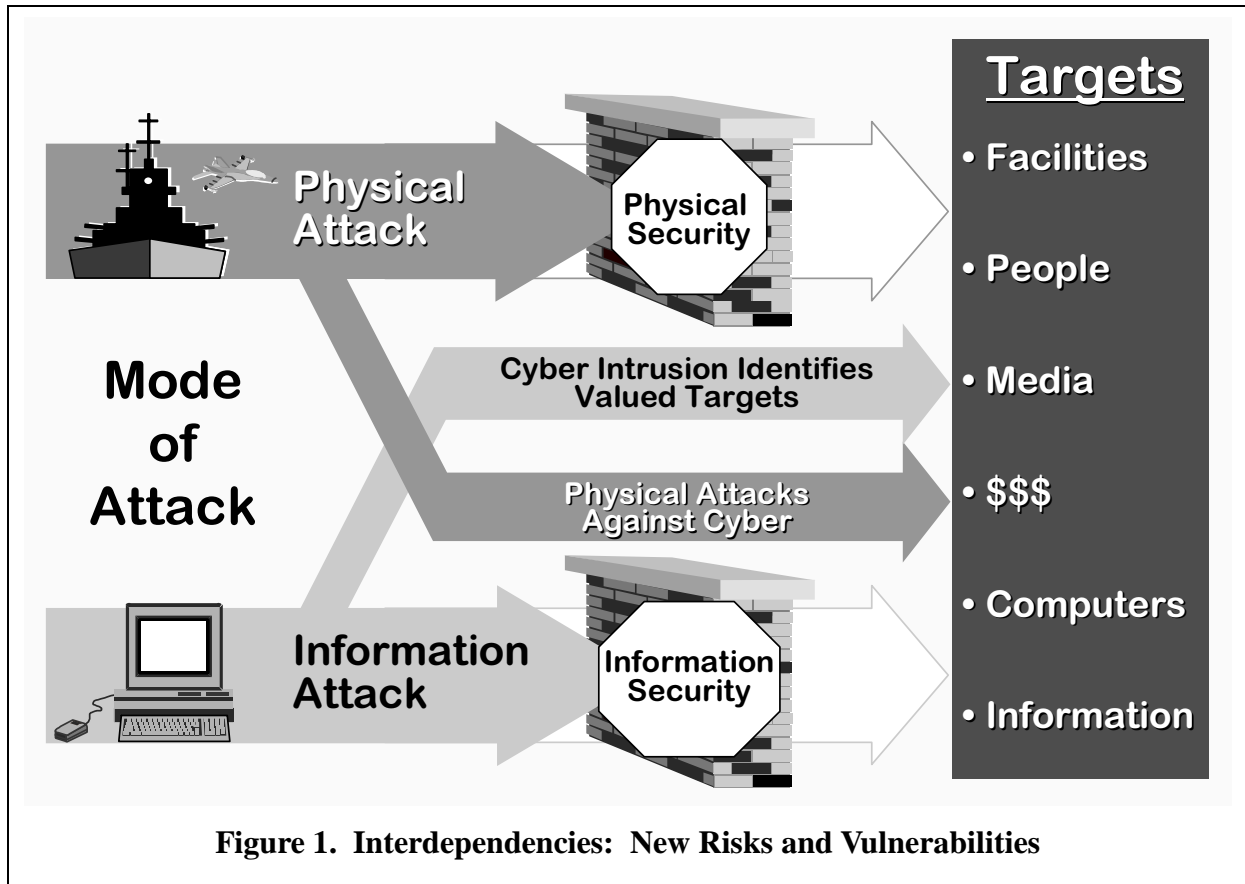 Targets
Physical
Attack
Physical
Security
• Facilities
• People
Mode
of
Attack
Cyber Intrusion Identifies
Valued Targets
• Media
Physical Attacks
Against Cyber
• $$$
Information
Attack
Information
Security
• Computers
• Information
Figure 1. Interdependencies: New Risks and Vulnerabilities